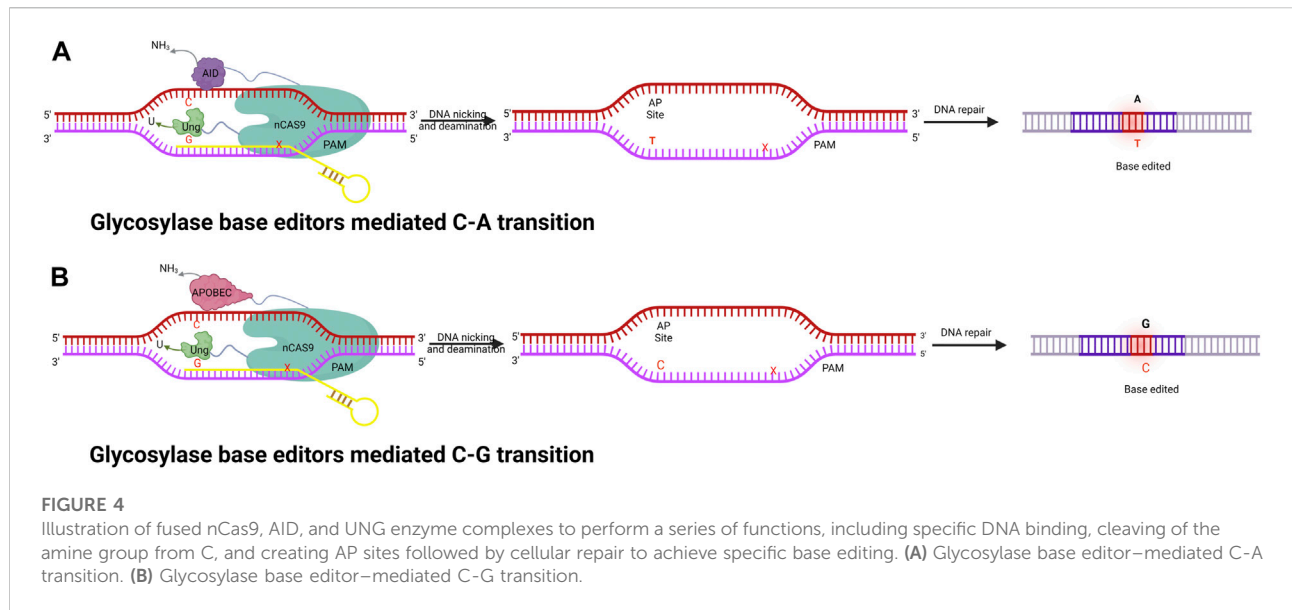 A
NH₃
AID
C
5'
3'
U
Ung
nCAS9
G
X
PAM
3'
5'
DNA nicking
and deamination
5'
3'
AP
Site
T
X
PAM
3'
5'
DNA repair
A
T
Base edited
Glycosylase base editors mediated C-A transition
B
NH₃
APOBEC
C
5'
3'
U
Ung
nCAS9
G
X
PAM
3'
5'
DNA nicking
and deamination
5'
3'
AP
Site
C
X
PAM
3'
5'
DNA repair
G
C
Base edited
Glycosylase base editors mediated C-G transition
FIGURE 4
Illustration of fused nCas9, AID, and UNG enzyme complexes to perform a series of functions, including specific DNA binding, cleaving of the
amine group from C, and creating AP sites followed by cellular repair to achieve specific base editing. (A) Glycosylase base editor–mediated C-A
transition. (B) Glycosylase base editor–mediated C-G transition.